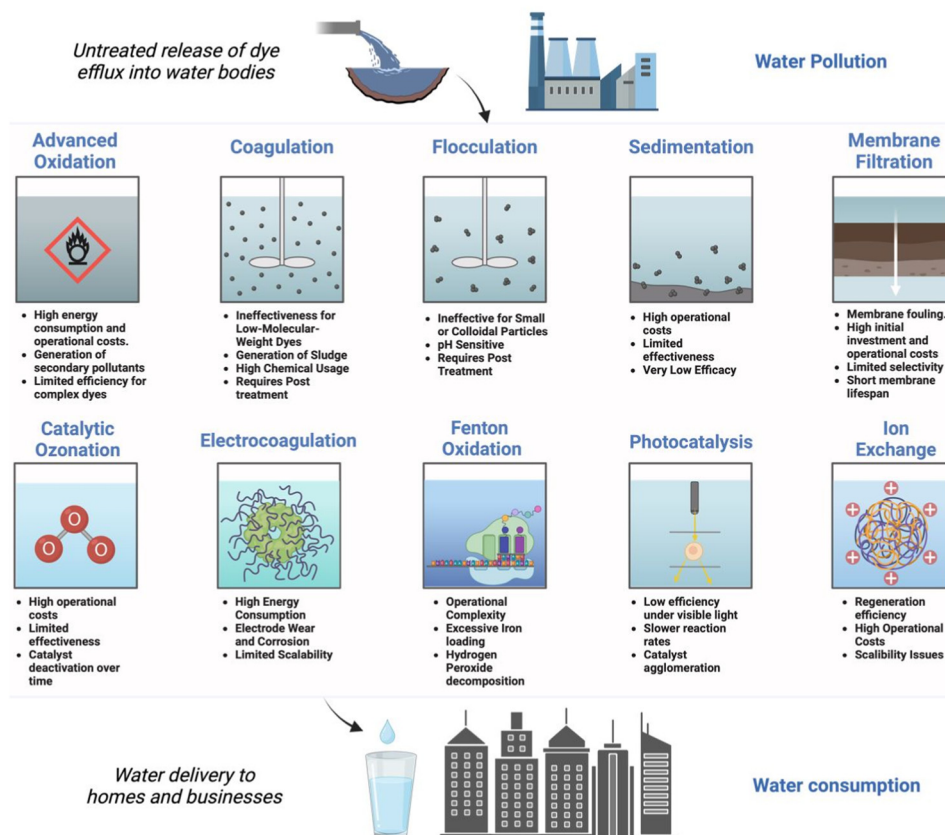 Untreated release of dye
efflux into water bodies
Water Pollution
Advanced
Oxidation
• High energy
consumption and
operational costs.
• Generation of
secondary pollutants
• Limited efficiency for
complex dyes
Coagulation
• Ineffectiveness for
Low-Molecular-
Weight Dyes
• Generation of Sludge
• High Chemical Usage
• Requires Post
treatment
Flocculation
• Ineffective for Small
or Colloidal Particles
• pH Sensitive
• Requires Post
Treatment
Sedimentation
• High operational
costs
• Limited
effectiveness
• Very Low Efficacy
Membrane
Filtration
• Membrane fouling.
• High initial
investment and
operational costs
• Limited selectivity
• Short membrane
lifespan
Catalytic
Ozonation
O
O
O
• High operational
costs
• Limited
effectiveness
• Catalyst
deactivation over
time
Electrocoagulation
• High Energy
Consumption
• Electrode Wear
and Corrosion
• Limited Scalability
Fenton
Oxidation
• Operational
Complexity
• Excessive Iron
loading
• Hydrogen
Peroxide
decomposition
Photocatalysis
• Low efficiency
under visible light
• Slower reaction
rates
• Catalyst
agglomeration
Ion
Exchange
+
+
+
+
+
+
• Regeneration
efficiency
• High Operational
Costs
• Scalibility Issues
Water delivery to
homes and businesses
Water consumption